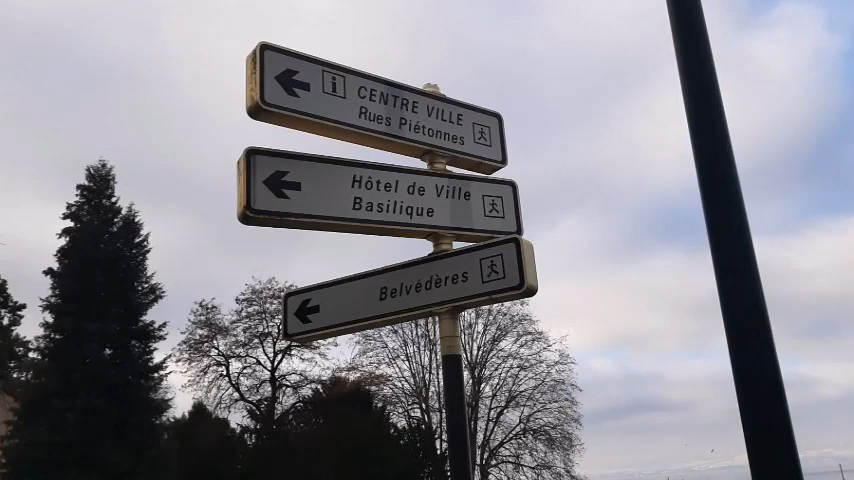 i CENTRE VILLE
Rues Piétonnes
Hôtel de Ville
Basilique
Belvédères